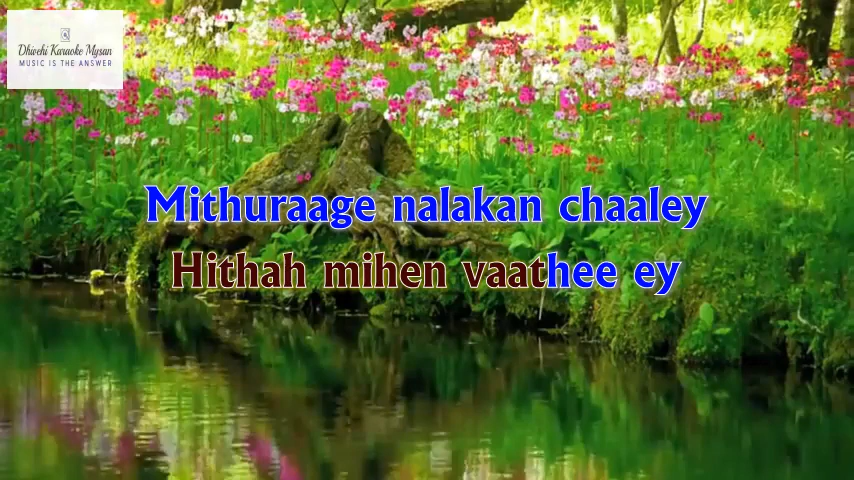 Dhivehi Karaoke Mysan
MUSIC IS THE ANSWER
Mithuraage nalakan chaaley
Hithah mihen vaathee ey